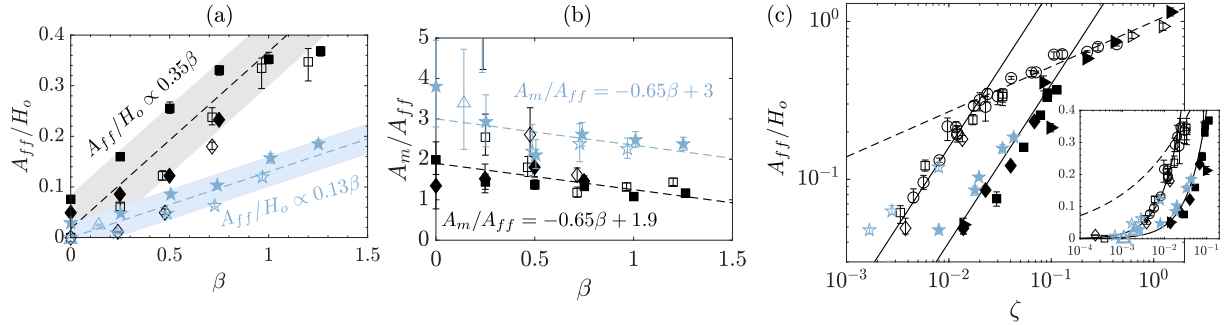 (a)
A_ff/H_o
0.4
0.3
0.2
0.1
0
A_ff/H_o ∝ 0.35β
A_ff/H_o ∝ 0.13β
0
0.5
1
1.5
β
(b)
A_m/A_ff
5
4
3
2
1
0
A_m/A_ff = −0.65β + 3
A_m/A_ff = −0.65β + 1.9
0
0.5
1
1.5
β
(c)
A_ff/H_o
10^0
10^-1
10^-3
10^-2
10^-1
10^0
ζ
0.4
0.3
0.2
0.1
0
10^-4
10^-3
10^-2
10^-1